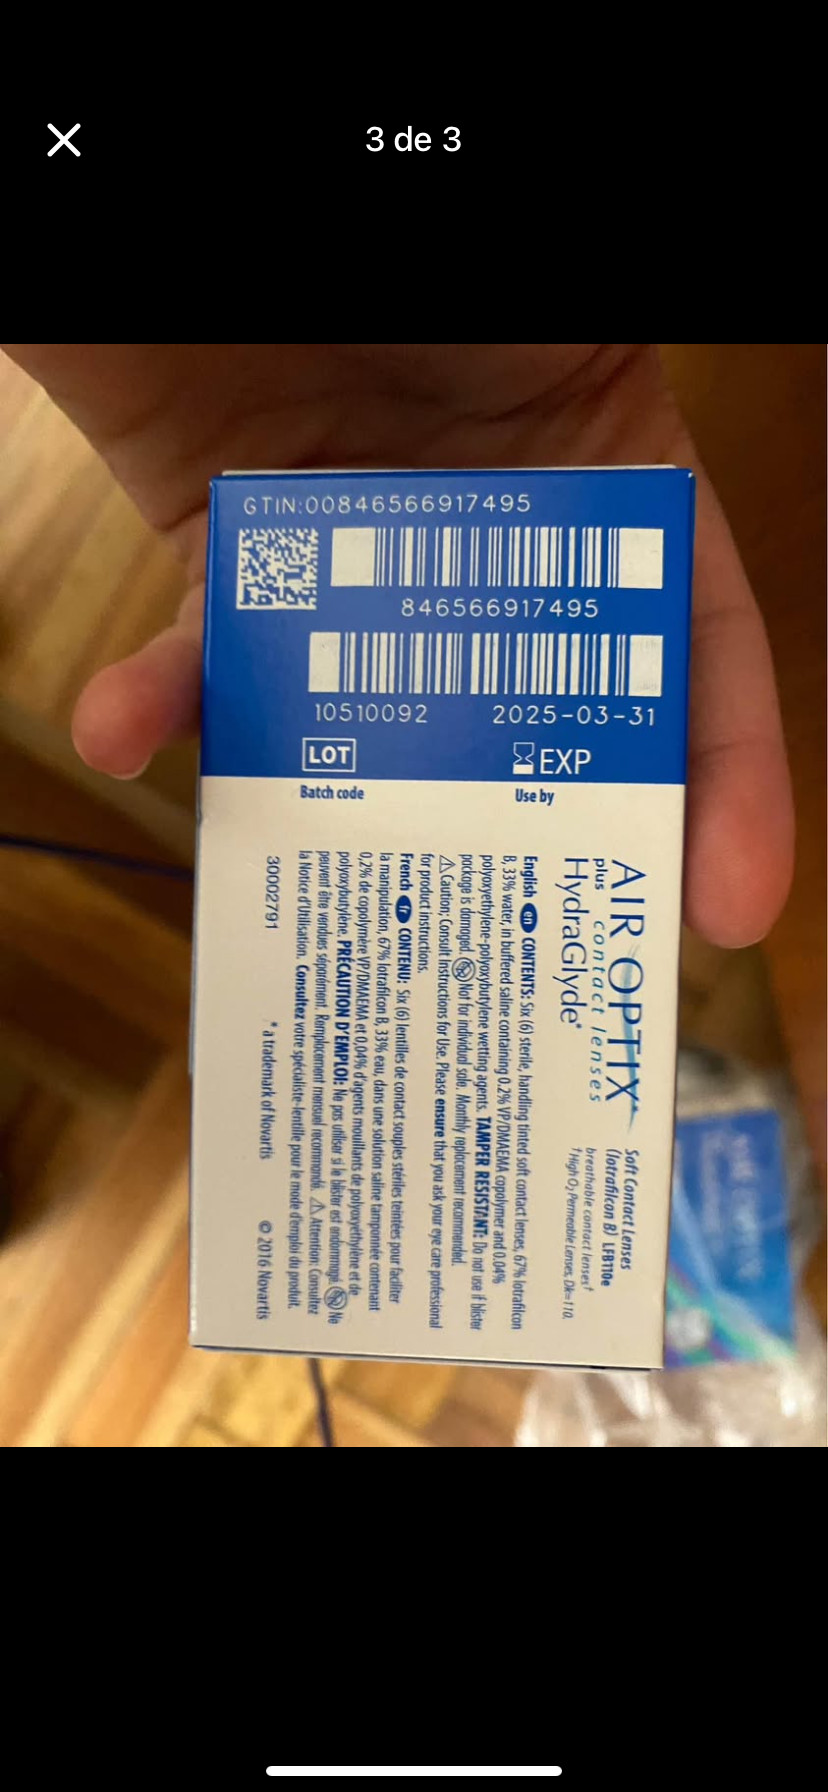 3 de 3
GTIN:00846566917495
846566917495
10510092 2025-03-31
LOT EXP
Batch code Use by
AIR OPTIX
plus contact lenses
HydraGlyde*
Soft Contact Lenses
(lotrafilcon B) LFB110e
breathable contact lenses†
†High O₂ Permeable Lenses, Dk=110.
English en CONTENTS: Six (6) sterile, handling tinted soft contact lenses, 67% lotrafilcon
B, 33% water, in buffered saline containing 0.2% VP/DMAEMA copolymer and 0.04%
polyoxyethylene-polyoxybutylene wetting agents. TAMPER RESISTANT: Do not use if blister
package is damaged. Not for individual sale. Monthly replacement recommended.
Caution: Consult Instructions for Use. Please ensure that you ask your eye care professional
for product instructions.
French fr CONTENU: Six (6) lentilles de contact souples stériles teintées pour faciliter
la manipulation, 67% lotrafilcon B, 33% eau, dans une solution saline tamponnée contenant
0,2% de copolymère VP/DMAEMA et 0,04% d'agents mouillants de polyoxyéthylène et de
polyoxybutylène. PRÉCAUTION D'EMPLOI: Ne pas utiliser si le blister est endommagé. Ne
peuvent être vendues séparément. Remplacement mensuel recommandé. Attention: Consultez
la Notice d'Utilisation. Consultez votre spécialiste-lentille pour le mode d'emploi du produit.
30002791 *a trademark of Novartis © 2016 Novartis